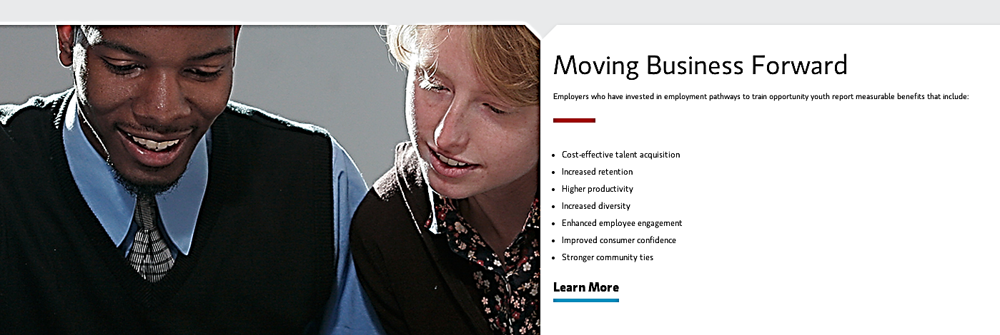 Moving Business Forward
Employers who have invested in employment pathways to train opportunity youth report measurable benefits that include:
Cost-effective talent acquisition
Increased retention
Higher productivity
Increased diversity
Enhanced employee engagement
Improved consumer confidence
Stronger community ties
Learn More